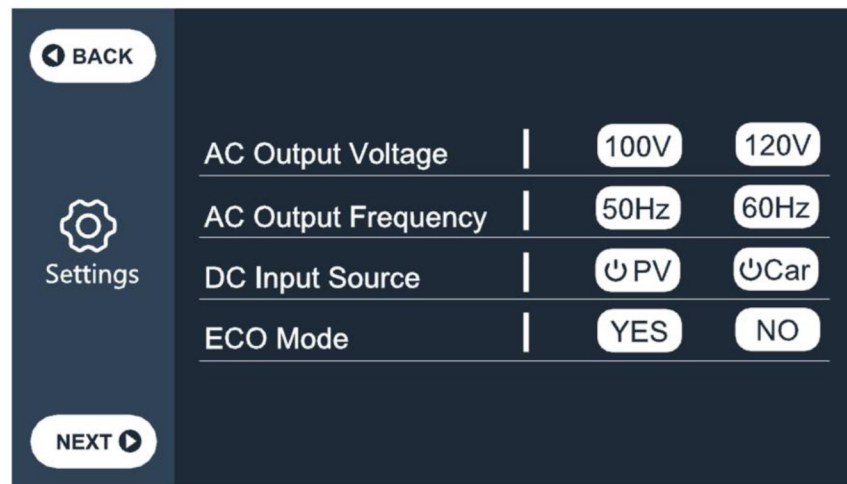 BACK
AC Output Voltage 100V 120V
AC Output Frequency 50Hz 60Hz
Settings
DC Input Source PV Car
ECO Mode YES NO
NEXT